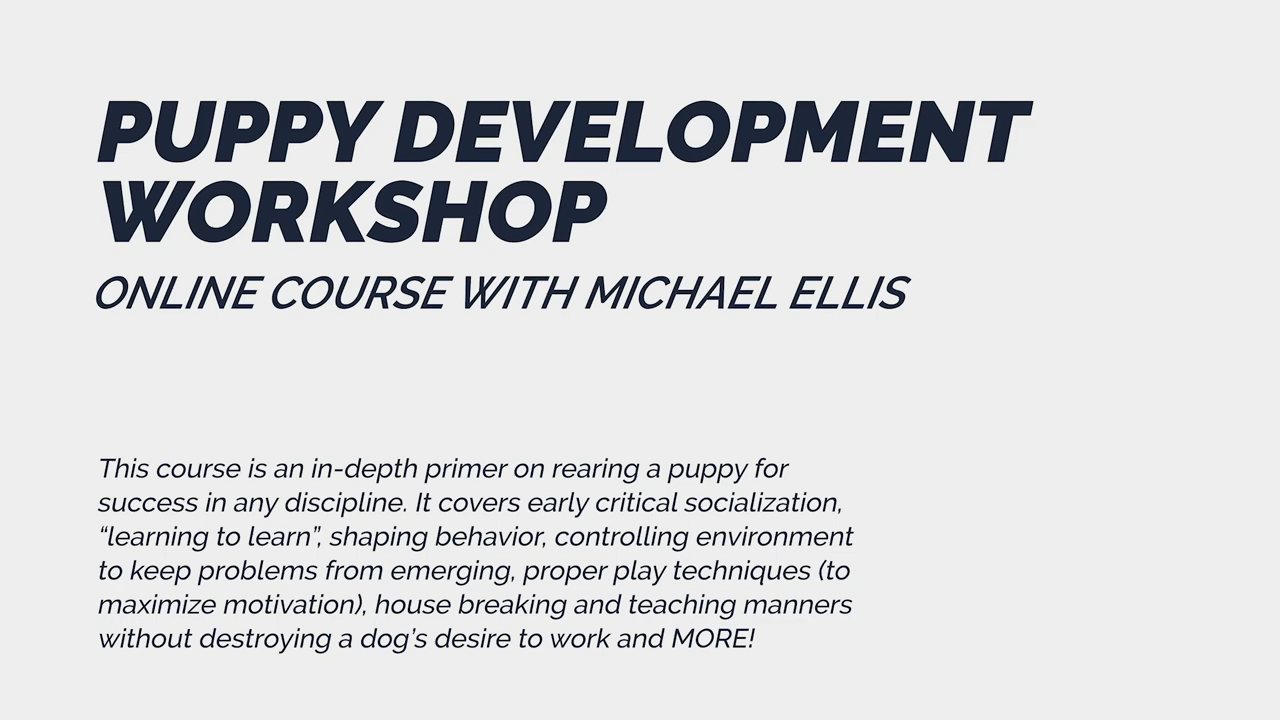 PUPPY DEVELOPMENT
WORKSHOP
ONLINE COURSE WITH MICHAEL ELLIS
This course is an in-depth primer on rearing a puppy for
success in any discipline. It covers early critical socialization,
“learning to learn”, shaping behavior, controlling environment
to keep problems from emerging, proper play techniques (to
maximize motivation), house breaking and teaching manners
without destroying a dog’s desire to work and MORE!